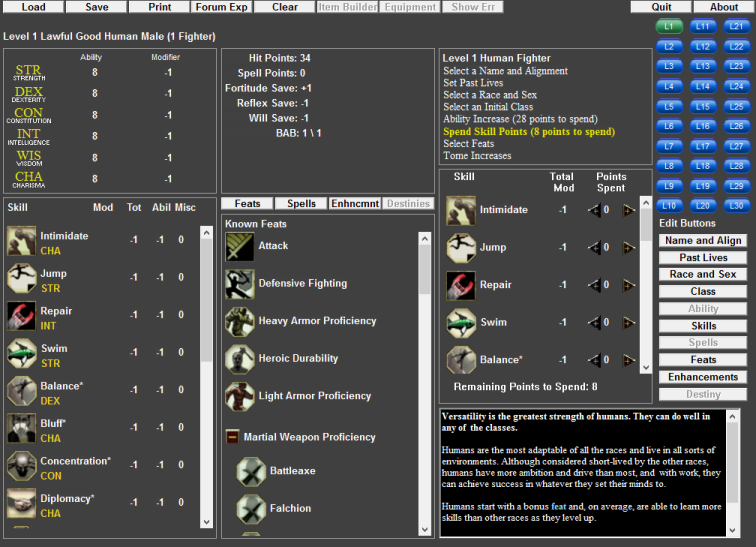 Load Save Print Forum Exp Clear Item Builder Equipment Show Err Quit About
Level 1 Lawful Good Human Male (1 Fighter)
Ability Modifier
STR 8 -1
STRENGTH
DEX 8 -1
DEXTERITY
CON 8 -1
CONSTITUTION
INT 8 -1
INTELLIGENCE
WIS 8 -1
WISDOM
CHA 8 -1
CHARISMA
Hit Points: 34
Spell Points: 0
Fortitude Save: +1
Reflex Save: -1
Will Save: -1
BAB: 1 \ 1
Level 1 Human Fighter
Select a Name and Alignment
Set Past Lives
Select a Race and Sex
Select an Initial Class
Ability Increase (28 points to spend)
Spend Skill Points (8 points to spend)
Select Feats
Tome Increases
L1 L11 L21
L2 L12 L22
L3 L13 L23
L4 L14 L24
L5 L15 L25
L6 L16 L26
L7 L17 L27
L8 L18 L28
L9 L19 L29
L10 L20 L30
Skill Mod Tot Abil Misc
Intimidate -1 -1 0
CHA
Jump -1 -1 0
STR
Repair -1 -1 0
INT
Swim -1 -1 0
STR
Balance* -1 -1 0
DEX
Bluff* -1 -1 0
CHA
Concentration* -1 -1 0
CON
Diplomacy* -1 -1 0
CHA
Feats Spells Enhncmnt Destinies
Known Feats
Attack
Defensive Fighting
Heavy Armor Proficiency
Heroic Durability
Light Armor Proficiency
Martial Weapon Proficiency
Battleaxe
Falchion
Skill Total Mod Points Spent
Intimidate -1 0
Jump -1 0
Repair -1 0
Swim -1 0
Balance* -1 0
Remaining Points to Spend: 8
Edit Buttons
Name and Align
Past Lives
Race and Sex
Class
Ability
Skills
Spells
Feats
Enhancements
Destiny
Versatility is the greatest strength of humans. They can do well in
any of the classes.
Humans are the most adaptable of all the races and live in all sorts of
environments. Although considered short-lived by the other races,
humans have more ambition and drive than most, and with work, they
can achieve success in whatever they set their minds to.
Humans start with a bonus feat and, on average, are able to learn more
skills than other races as they level up.